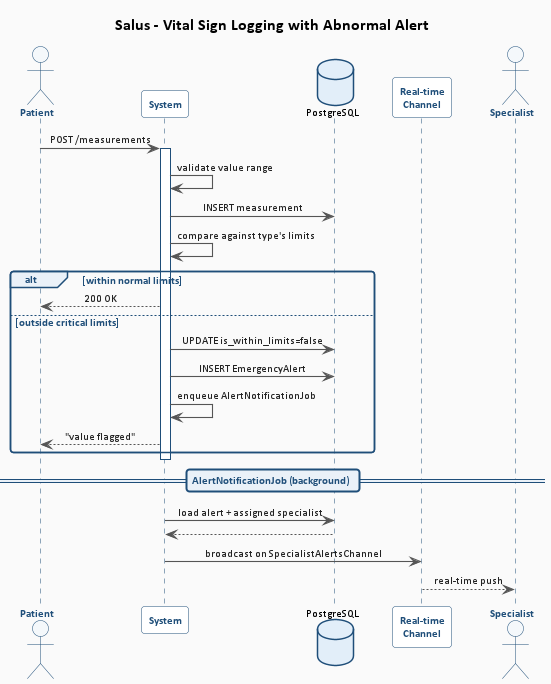 Salus - Vital Sign Logging with Abnormal Alert
Patient
System
PostgreSQL
Real-time
Channel
Specialist
POST /measurements
validate value range
INSERT measurement
compare against type's limits
alt
[within normal limits]
200 OK
[outside critical limits]
UPDATE is_within_limits=false
INSERT EmergencyAlert
enqueue AlertNotificationJob
"value flagged"
AlertNotificationJob (background)
load alert + assigned specialist
broadcast on SpecialistAlertsChannel
real-time push
Patient
System
PostgreSQL
Real-time
Channel
Specialist